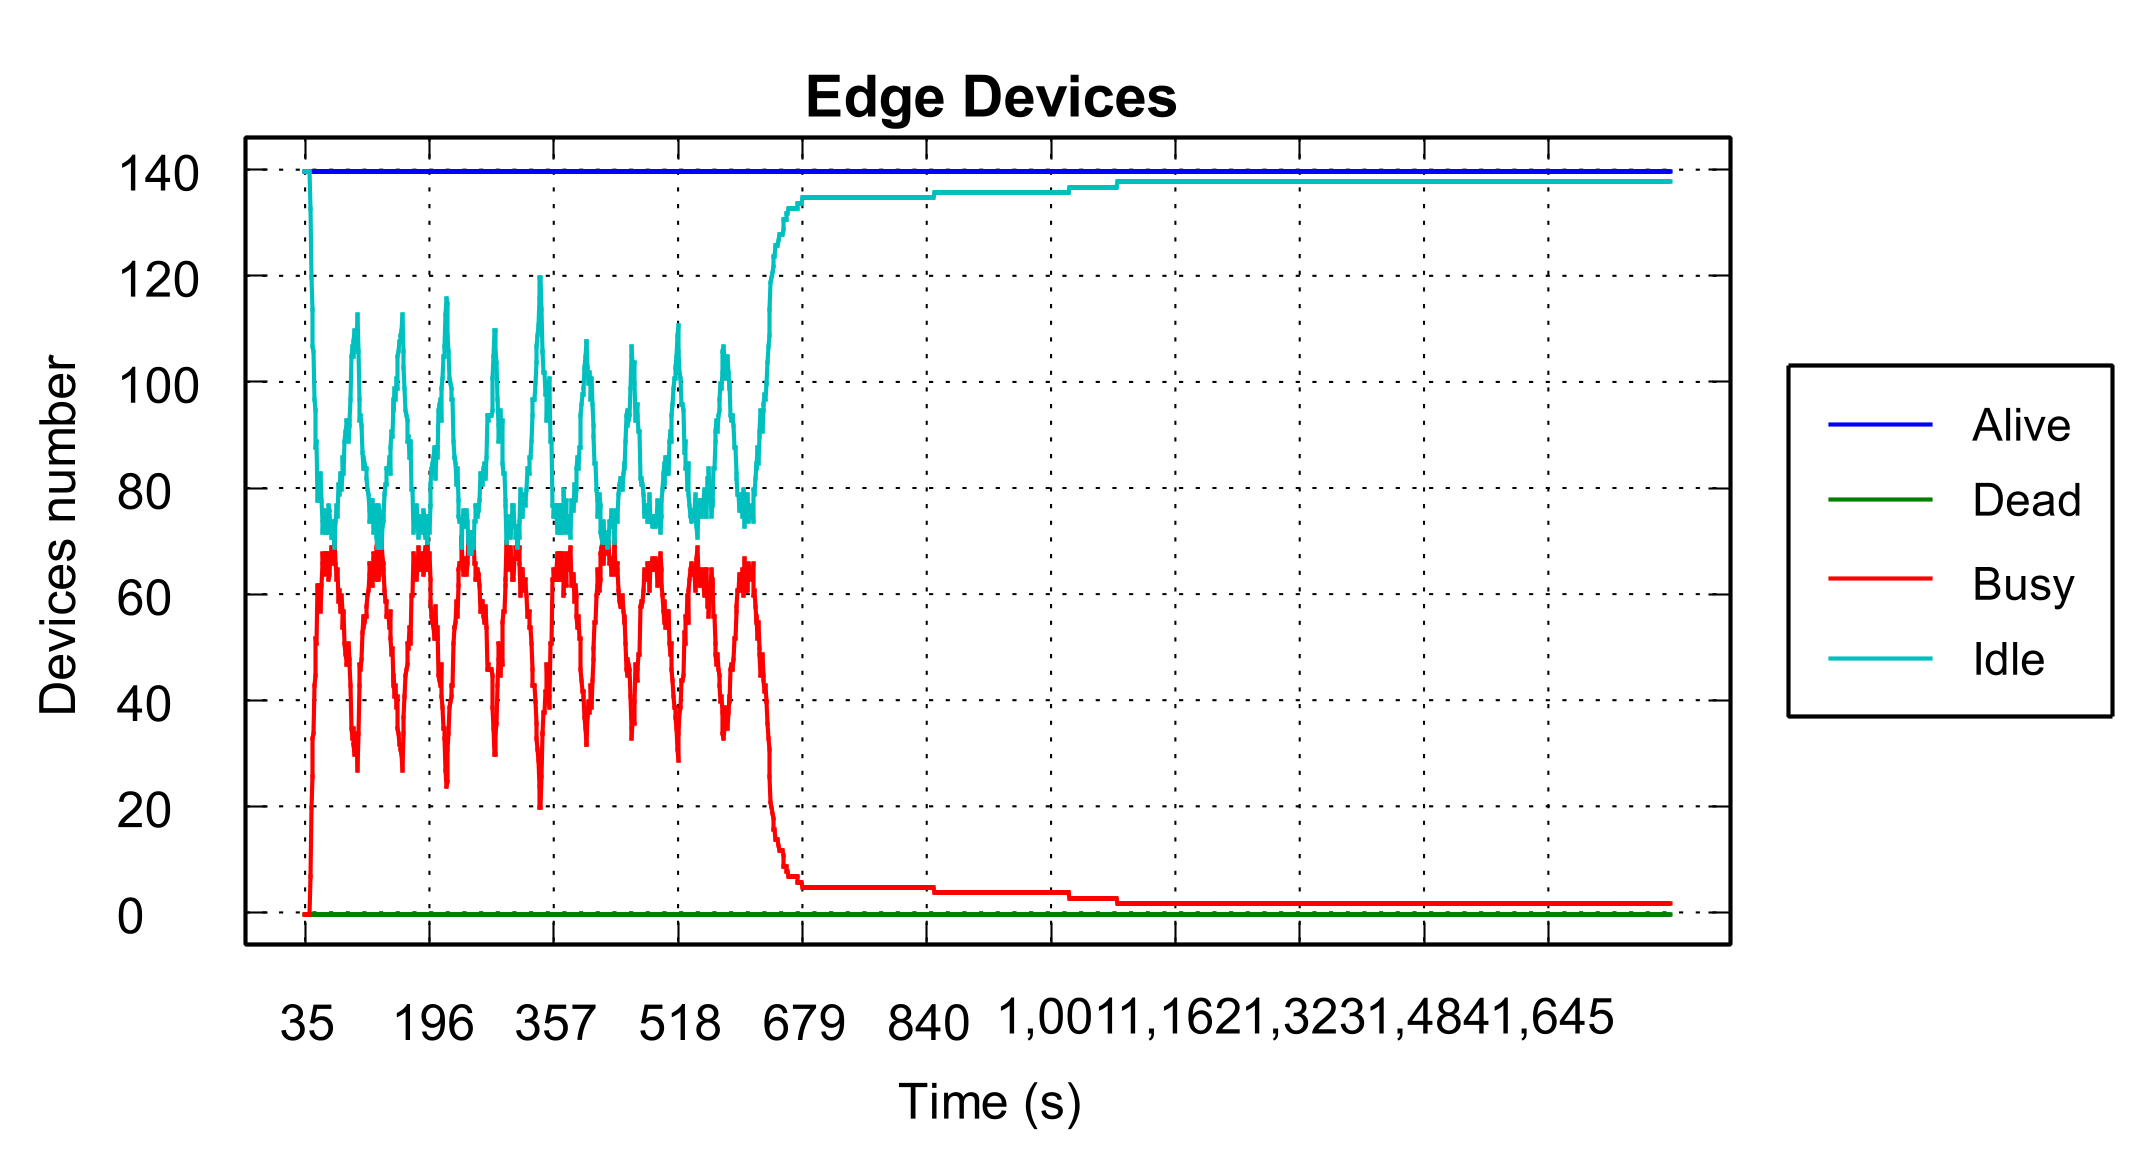 Edge Devices
140
120
100
80
60
40
20
0
Devices number
35 196 357 518 679 840 1,0011,1621,3231,4841,645
Time (s)
Alive
Dead
Busy
Idle